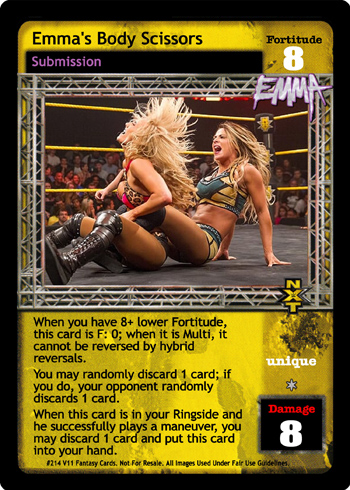 Emma's Body Scissors
Fortitude
8
Submission
EMMA
NXT
When you have 8+ lower Fortitude,
this card is F: 0; when it is Multi, it
cannot be reversed by hybrid
reversals.
You may randomly discard 1 card; if
you do, your opponent randomly
discards 1 card.
When this card is in your Ringside and
he successfully plays a maneuver, you
may discard 1 card and put this card
into your hand.
unique
*
Damage
8
#214 V11 Fantasy Cards. Not For Resale. All Images Used Under Fair Use Guidelines.